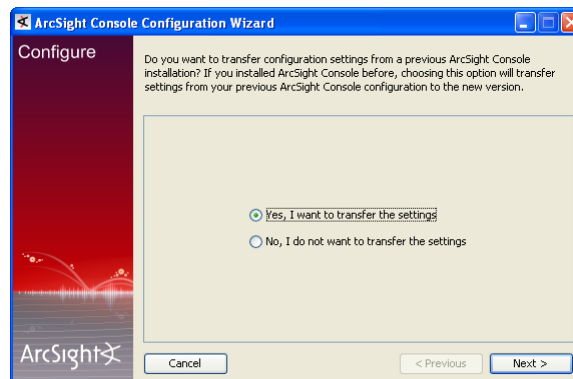 ArcSight Console Configuration Wizard
Configure
Do you want to transfer configuration settings from a previous ArcSight Console
installation? If you installed ArcSight Console before, choosing this option will transfer
settings from your previous ArcSight Console configuration to the new version.
Yes, I want to transfer the settings
No, I do not want to transfer the settings
ArcSight
Cancel
< Previous
Next >